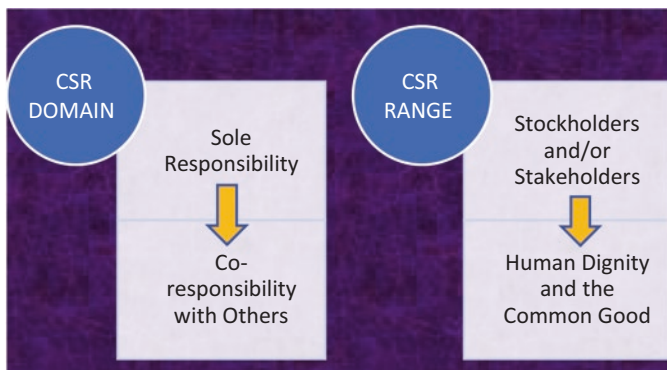 CSR
DOMAIN
Sole
Responsibility
Co-
responsibility
with Others
CSR
RANGE
Stockholders
and/or
Stakeholders
Human Dignity
and the
Common Good